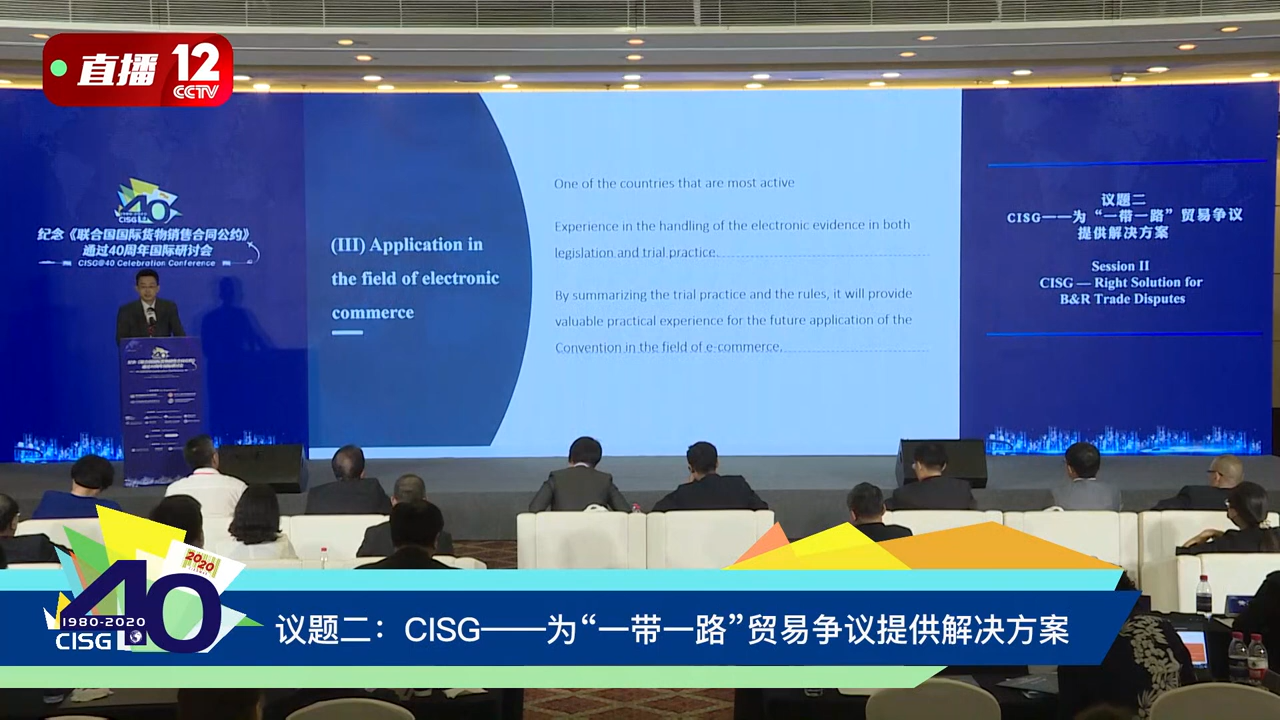 直播 12
CCTV
1980-2020
CISG 40
纪念《联合国国际货物销售合同公约》
通过40周年国际研讨会
CISG@40 Celebration Conference
(III) Application in
the field of electronic
commerce
One of the countries that are most active
Experience in the handling of the electronic evidence in both
legislation and trial practice.
By summarizing the trial practice and the rules, it will provide
valuable practical experience for the future application of the
Convention in the field of e-commerce.
议题二
CISG——为“一带一路”贸易争议
提供解决方案
Session II
CISG — Right Solution for
B&R Trade Disputes
2020
40
1980-2020
CISG
议题二：CISG——为“一带一路”贸易争议提供解决方案